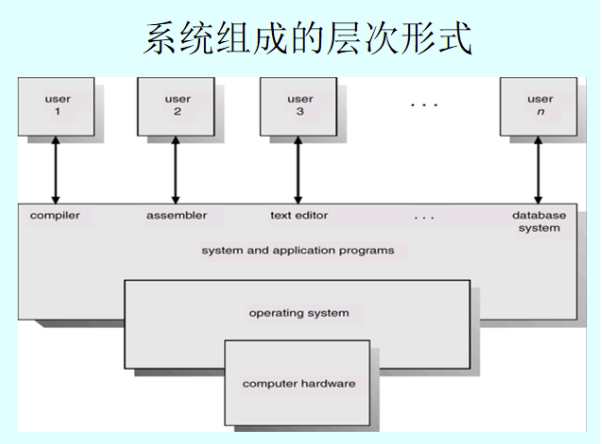 系统组成的层次形式
user
1
user
2
user
3
. . .
user
n
compiler
assembler
text editor
. . .
database
system
system and application programs
operating system
computer hardware